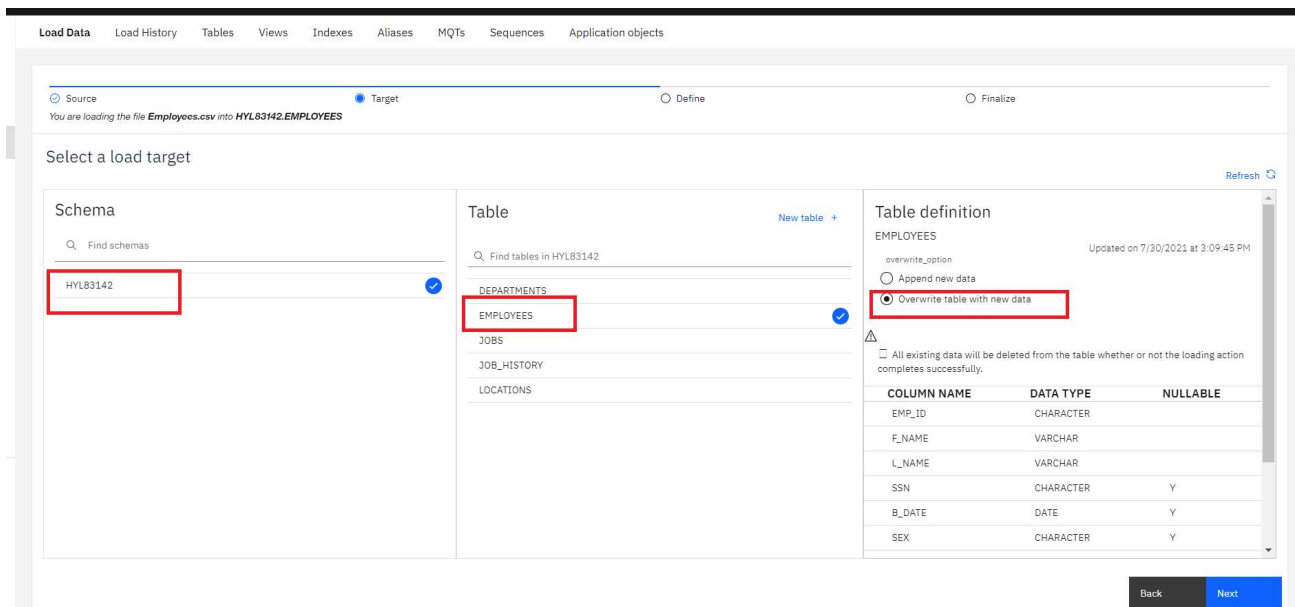 Load Data Load History Tables Views Indexes Aliases MQTs Sequences Application objects
Source Target Define Finalize
You are loading the file Employees.csv into HYL83142.EMPLOYEES
Select a load target
Refresh
Schema
Find schemas
HYL83142
Table
New table +
Find tables in HYL83142
DEPARTMENTS
EMPLOYEES
JOBS
JOB_HISTORY
LOCATIONS
Table definition
EMPLOYEES
Updated on 7/30/2021 at 3:09:45 PM
overwrite_option
Append new data
Overwrite table with new data
All existing data will be deleted from the table whether or not the loading action
completes successfully.
COLUMN NAME DATA TYPE NULLABLE
EMP_ID CHARACTER
F_NAME VARCHAR
L_NAME VARCHAR
SSN CHARACTER Y
B_DATE DATE Y
SEX CHARACTER Y
Back Next